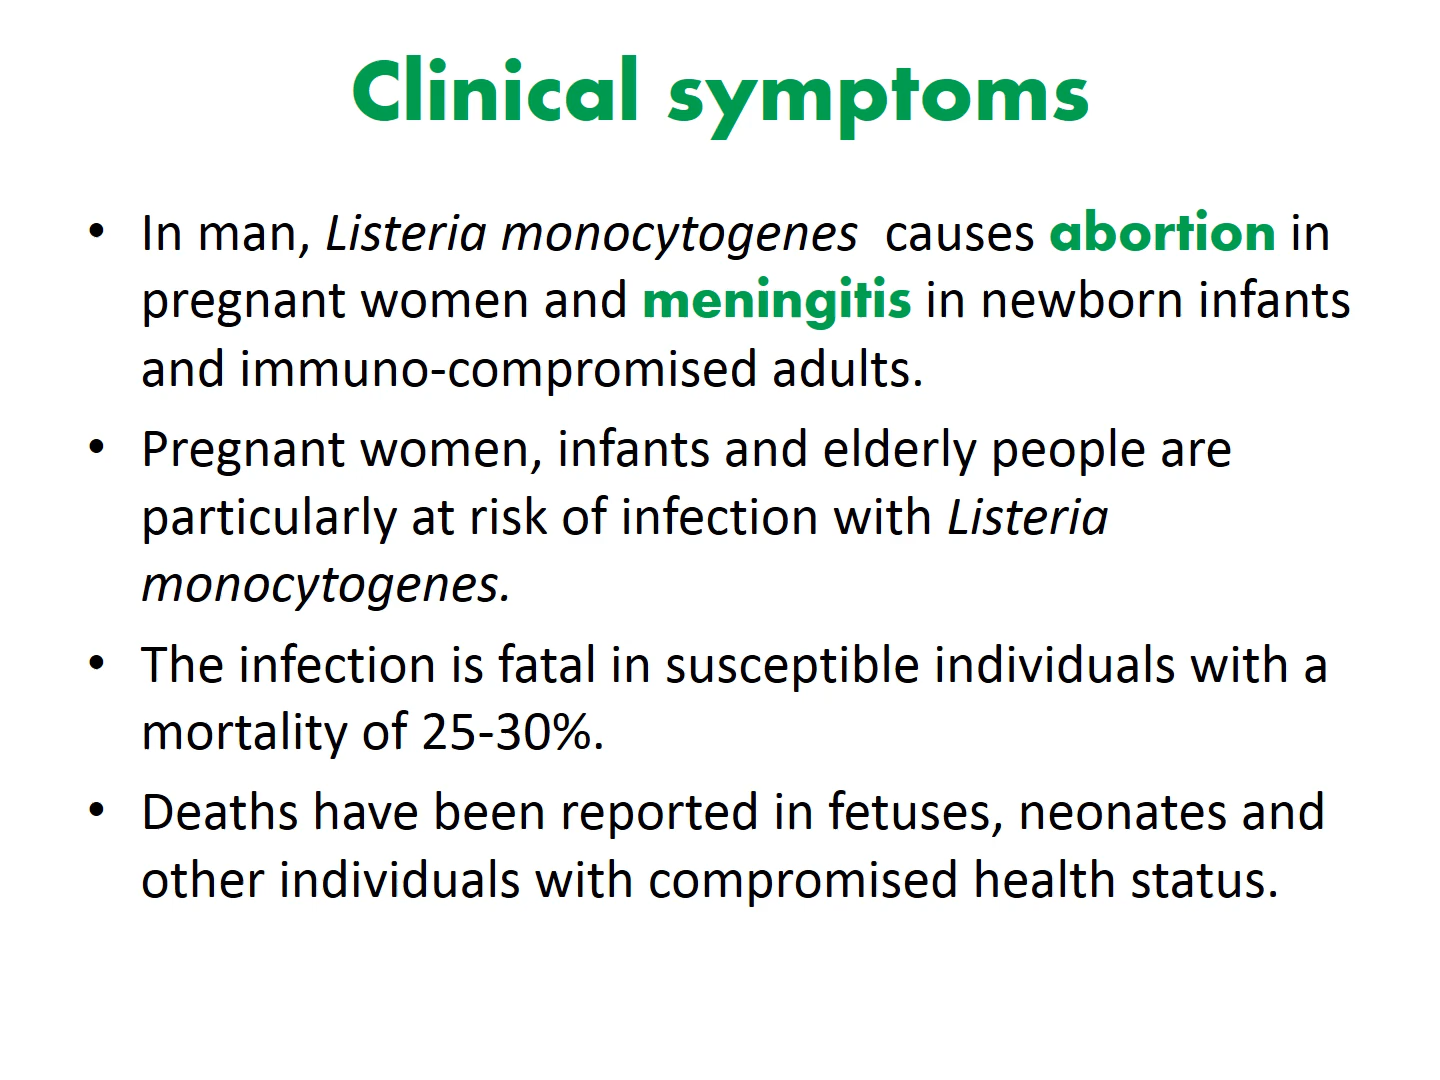 Clinical symptoms
• In man, Listeria monocytogenes causes abortion in
pregnant women and meningitis in newborn infants
and immuno-compromised adults.
• Pregnant women, infants and elderly people are
particularly at risk of infection with Listeria
monocytogenes.
• The infection is fatal in susceptible individuals with a
mortality of 25-30%.
• Deaths have been reported in fetuses, neonates and
other individuals with compromised health status.